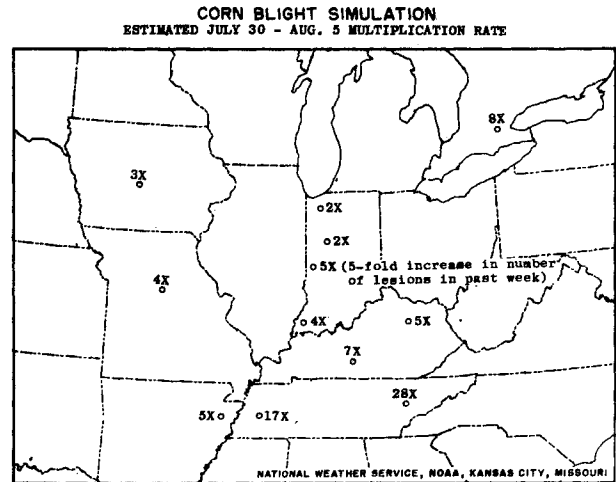 CORN BLIGHT SIMULATION
ESTIMATED JULY 30 - AUG. 5 MULTIPLICATION RATE
8X
3X
2X
2X
5X (5-fold increase in number
of lesions in past week)
4X
4X
5X
7X
28X
5X
17X
NATIONAL WEATHER SERVICE, NOAA, KANSAS CITY, MISSOURI